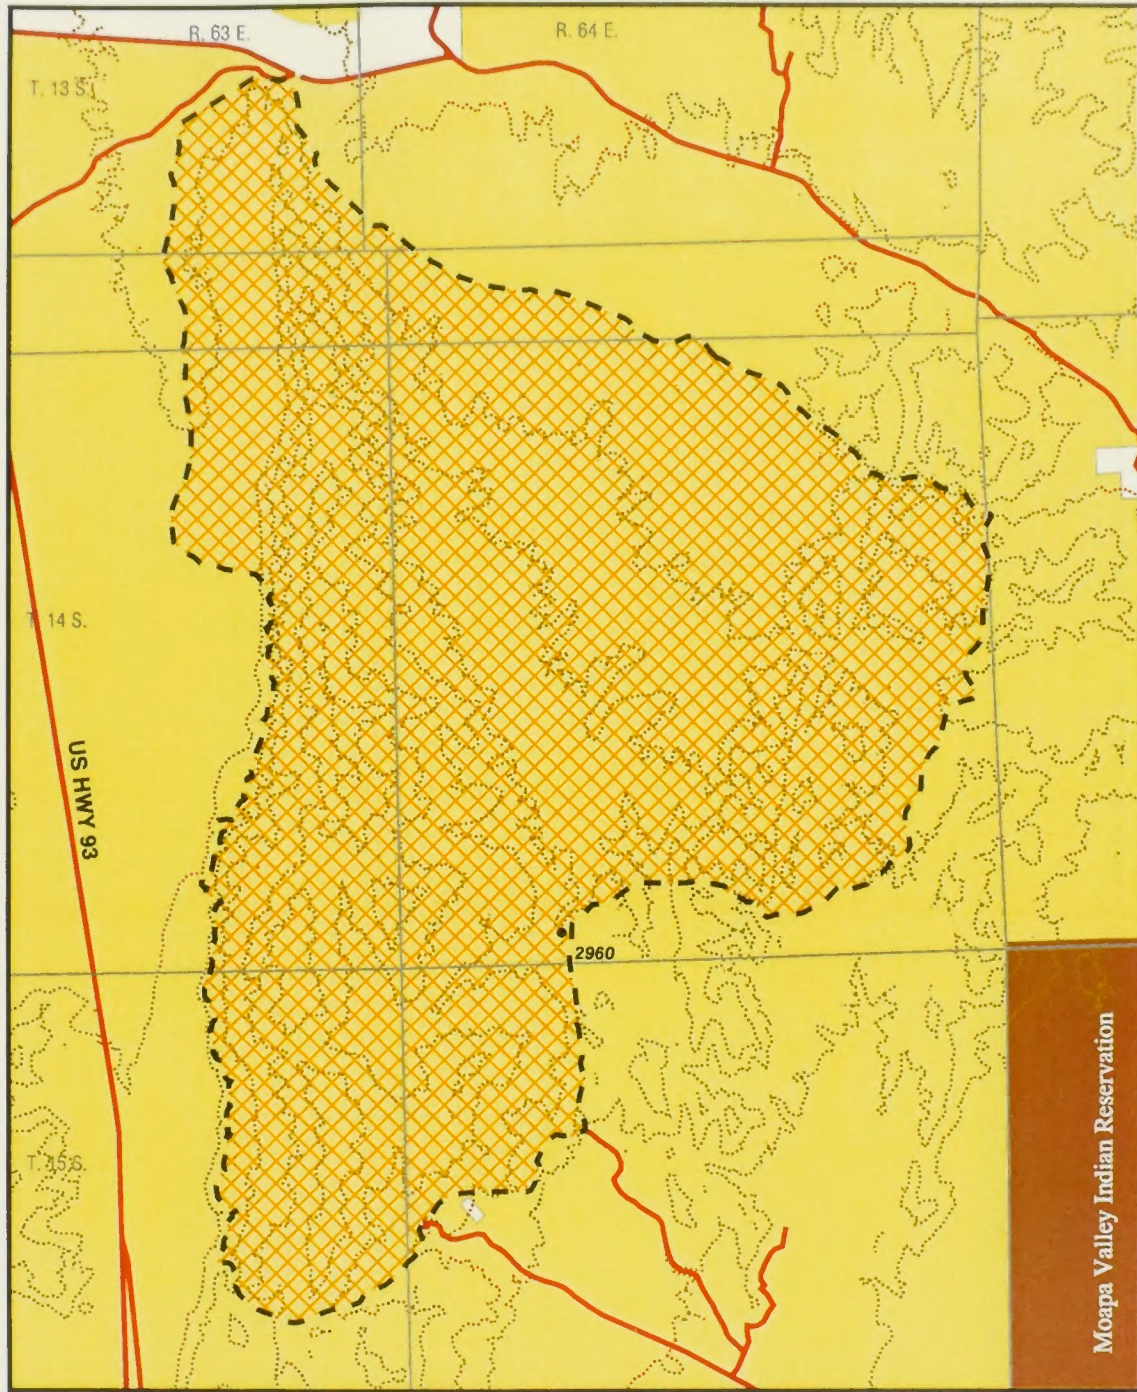 R. 63 E.
R. 64 E.
T. 13 S.
T. 14 S.
US HWY 93
2960
T. 15 S.
Moapa Valley Indian Reservation